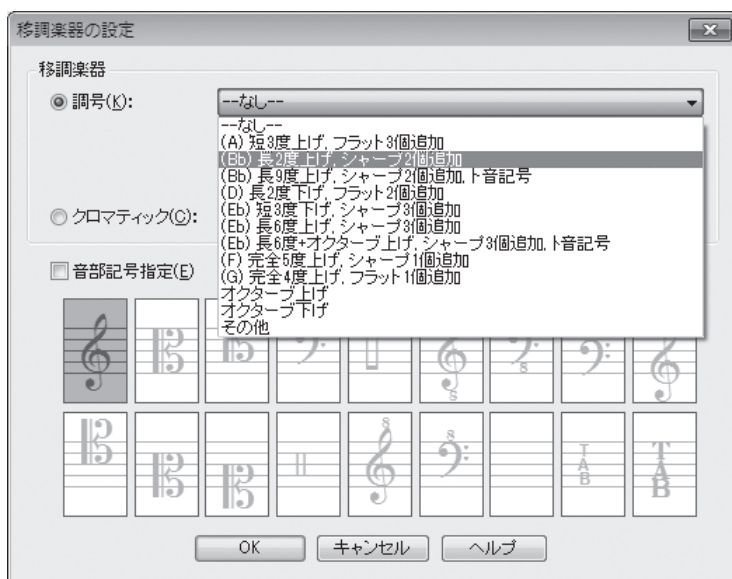 移調楽器の設定
移調楽器
調号(K):
--なし--
--なし--
(A) 短3度上げ, フラット3個追加
(Bb) 長2度上げ, シャープ2個追加
(Bb) 長9度上げ, シャープ2個追加, ト音記号
(D) 長2度下げ, フラット2個追加
(Eb) 短3度下げ, シャープ3個追加
(Eb) 長6度上げ, シャープ3個追加
(Eb) 長6度+オクターブ上げ, シャープ3個追加, ト音記号
(F) 完全5度上げ, シャープ1個追加
(G) 完全4度上げ, フラット1個追加
オクターブ上げ
オクターブ下げ
その他
クロマティック(C):
音部記号指定(E)
8
8
8
8
TAB
TAB
OK
キャンセル
ヘルプ